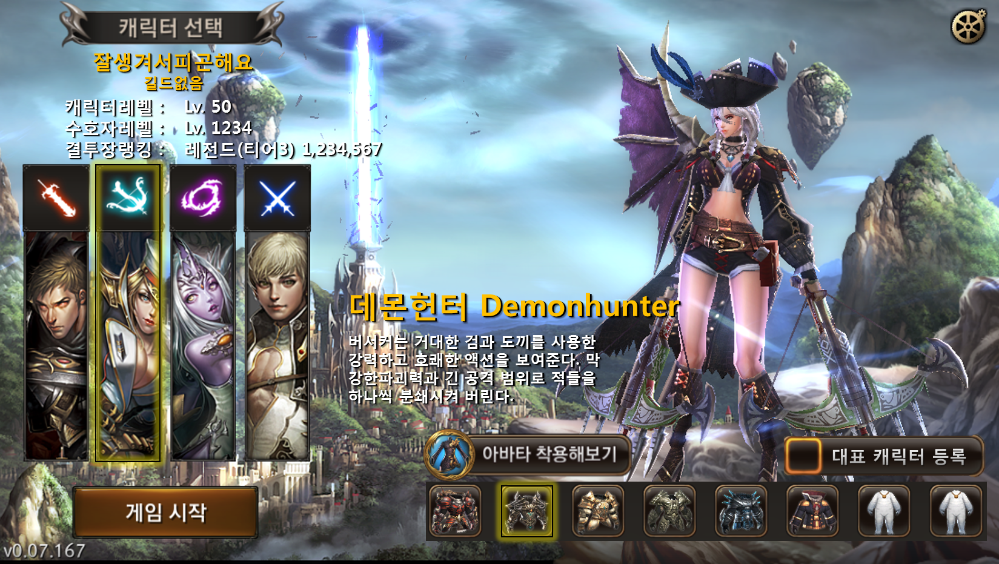 캐릭터 선택
잘생겨서피곤해요
길드없음
캐릭터레벨 : Lv. 50
수호자레벨 : Lv. 1234
결투장랭킹 : 레전드(티어3) 1,234,567
데몬헌터 Demonhunter
버서커는 거대한 검과 도끼를 사용한
강력하고 호쾌한 액션을 보여준다. 막
강한파괴력과 긴 공격 범위로 적들을
하나씩 분쇄시켜 버린다.
아바타 착용해보기
대표 캐릭터 등록
게임 시작
v0.07.167